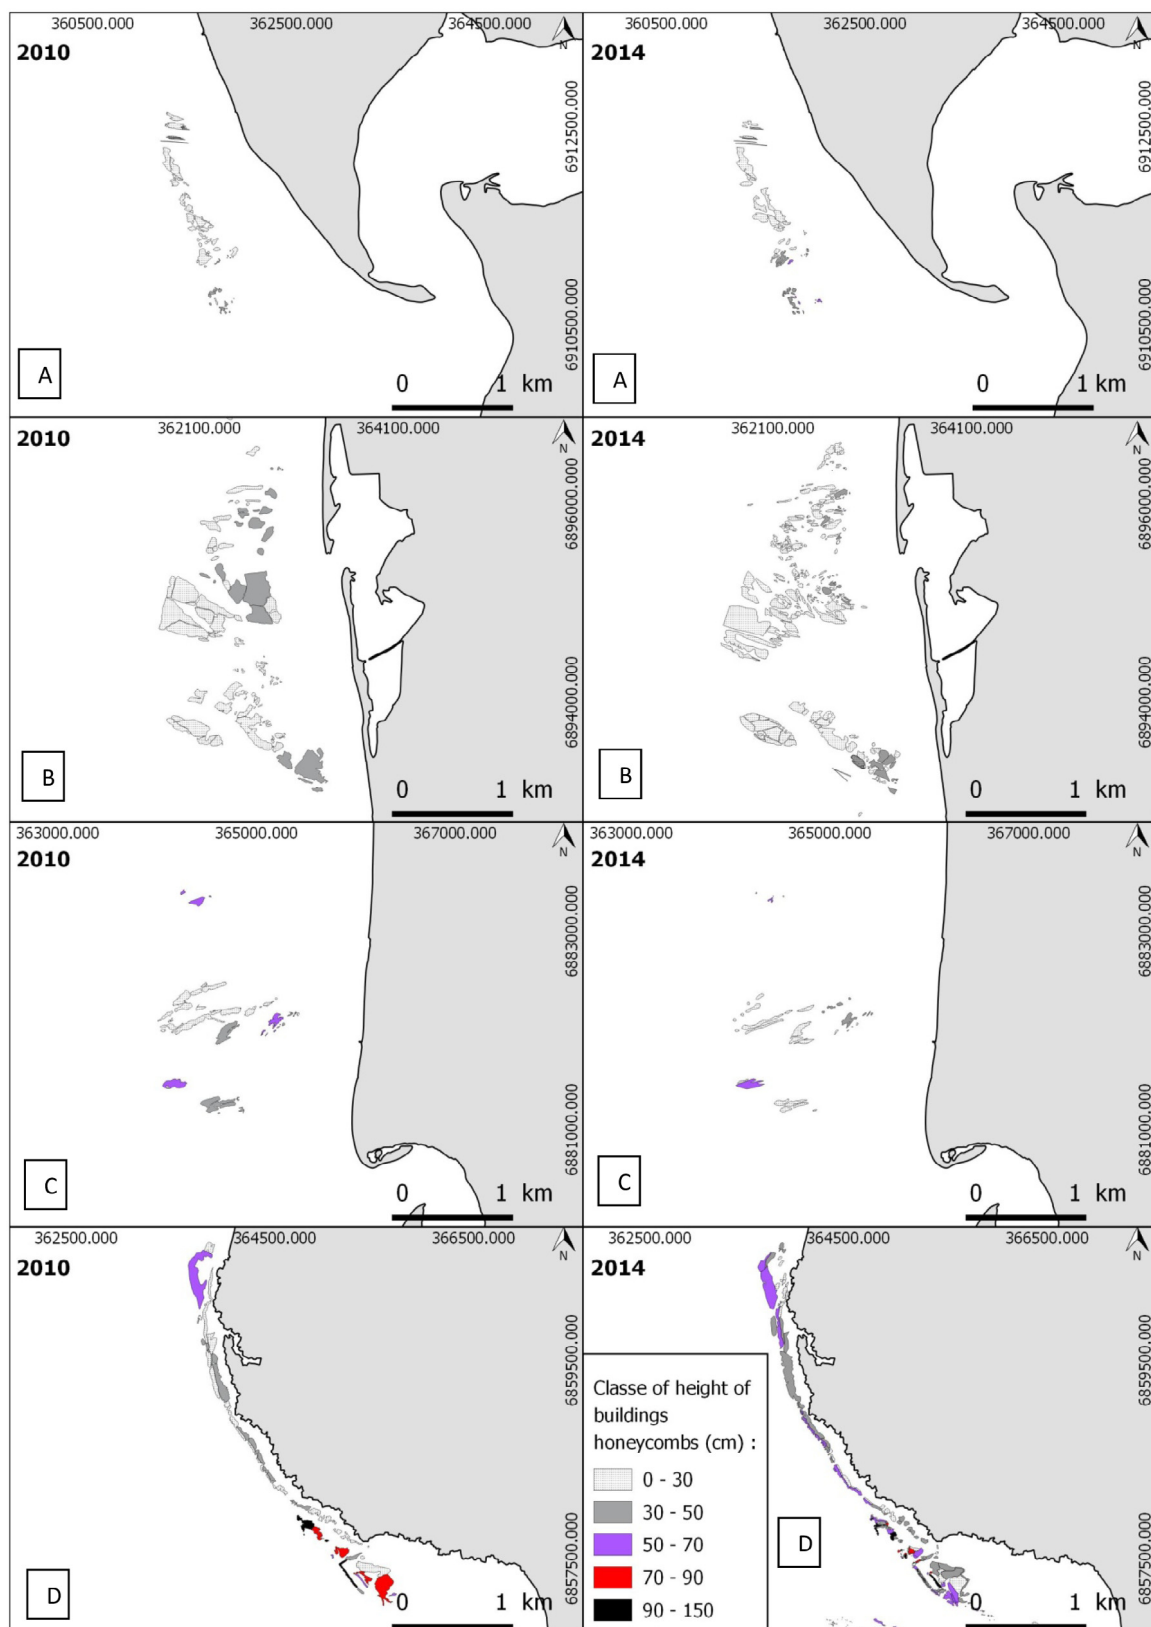 360500.000 362500.000 364500.000
2010
N
6912500.000
6910500.000
A
0 1 km
360500.000 362500.000 364500.000
2014
N
6912500.000
6910500.000
A
0 1 km
362100.000 364100.000
2010
N
6896000.000
6894000.000
B
0 1 km
362100.000 364100.000
2014
N
6896000.000
6894000.000
B
0 1 km
363000.000 365000.000 367000.000
2010
N
6883000.000
6881000.000
C
0 1 km
363000.000 365000.000 367000.000
2014
N
6883000.000
6881000.000
C
0 1 km
362500.000 364500.000 366500.000
2010
N
6859500.000
6857500.000
D
0 1 km
362500.000 364500.000 366500.000
2014
N
6859500.000
6857500.000
Classe of height of
buildings
honeycombs (cm) :
0 - 30
30 - 50
50 - 70
70 - 90
90 - 150
D
0 1 km